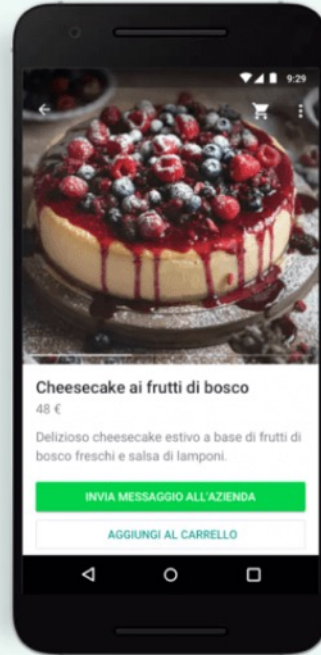 9:29
Cheesecake ai frutti di bosco
48 €
Delizioso cheesecake estivo a base di frutti di
bosco freschi e salsa di lamponi.
INVIA MESSAGGIO ALL'AZIENDA
AGGIUNGI AL CARRELLO